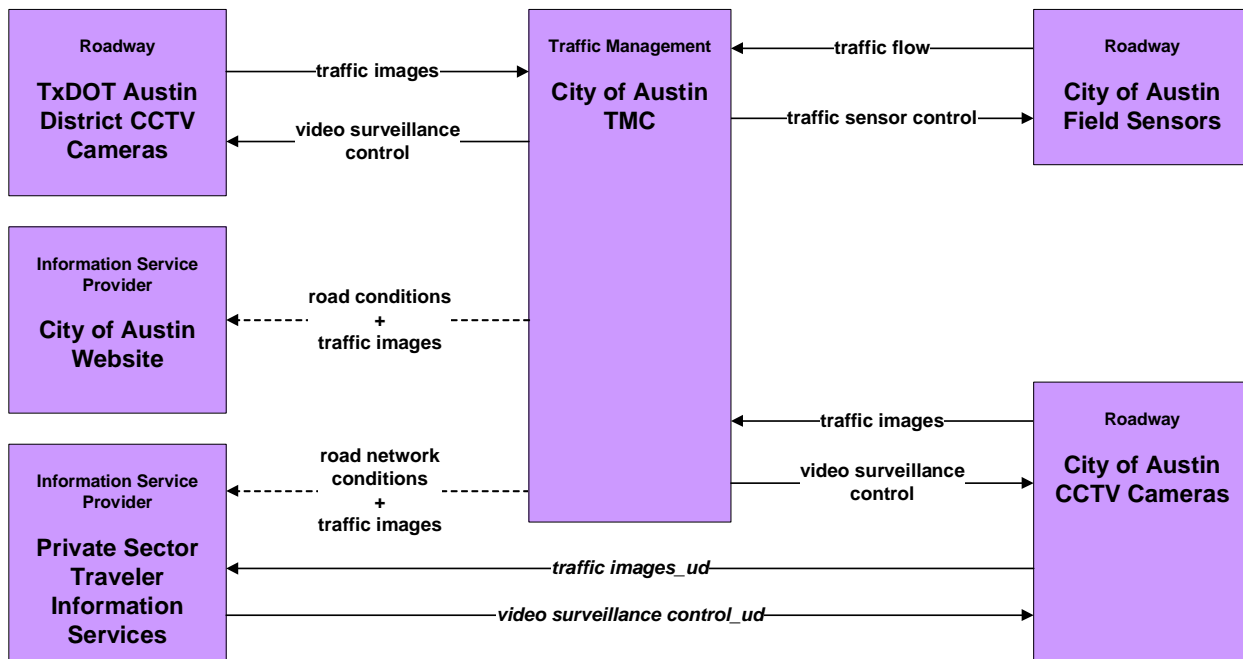 Roadway
TxDOT Austin
District CCTV
Cameras
traffic images
video surveillance
control
Traffic Management
City of Austin
TMC
traffic flow
traffic sensor control
Roadway
City of Austin
Field Sensors
Information Service
Provider
City of Austin
Website
road conditions
+
traffic images
Information Service
Provider
Private Sector
Traveler
Information
Services
road network
conditions
+
traffic images
traffic images
video surveillance
control
Roadway
City of Austin
CCTV Cameras
traffic images_ud
video surveillance control_ud